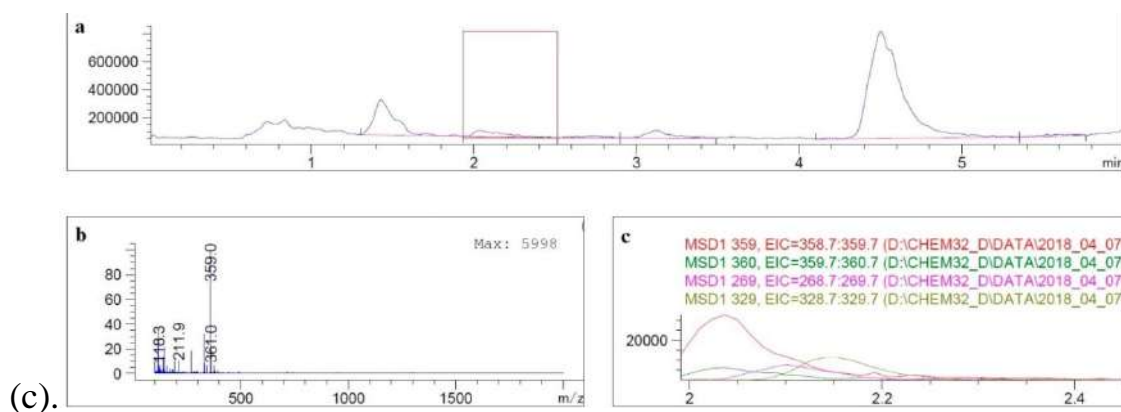 a
600000
400000
200000
1 2 3 4 5 min
b
Max: 5998
80
60
40
20
0
118.3
211.9
359.0
361.0
500 1000 1500 m/z
c
MSD1 359, EIC=358.7:359.7 (D:\CHEM32_D\DATA\2018_04_07
MSD1 360, EIC=359.7:360.7 (D:\CHEM32_D\DATA\2018_04_07
MSD1 269, EIC=268.7:269.7 (D:\CHEM32_D\DATA\2018_04_07
MSD1 329, EIC=328.7:329.7 (D:\CHEM32_D\DATA\2018_04_07
20000
2 2.2 2.4
(c).